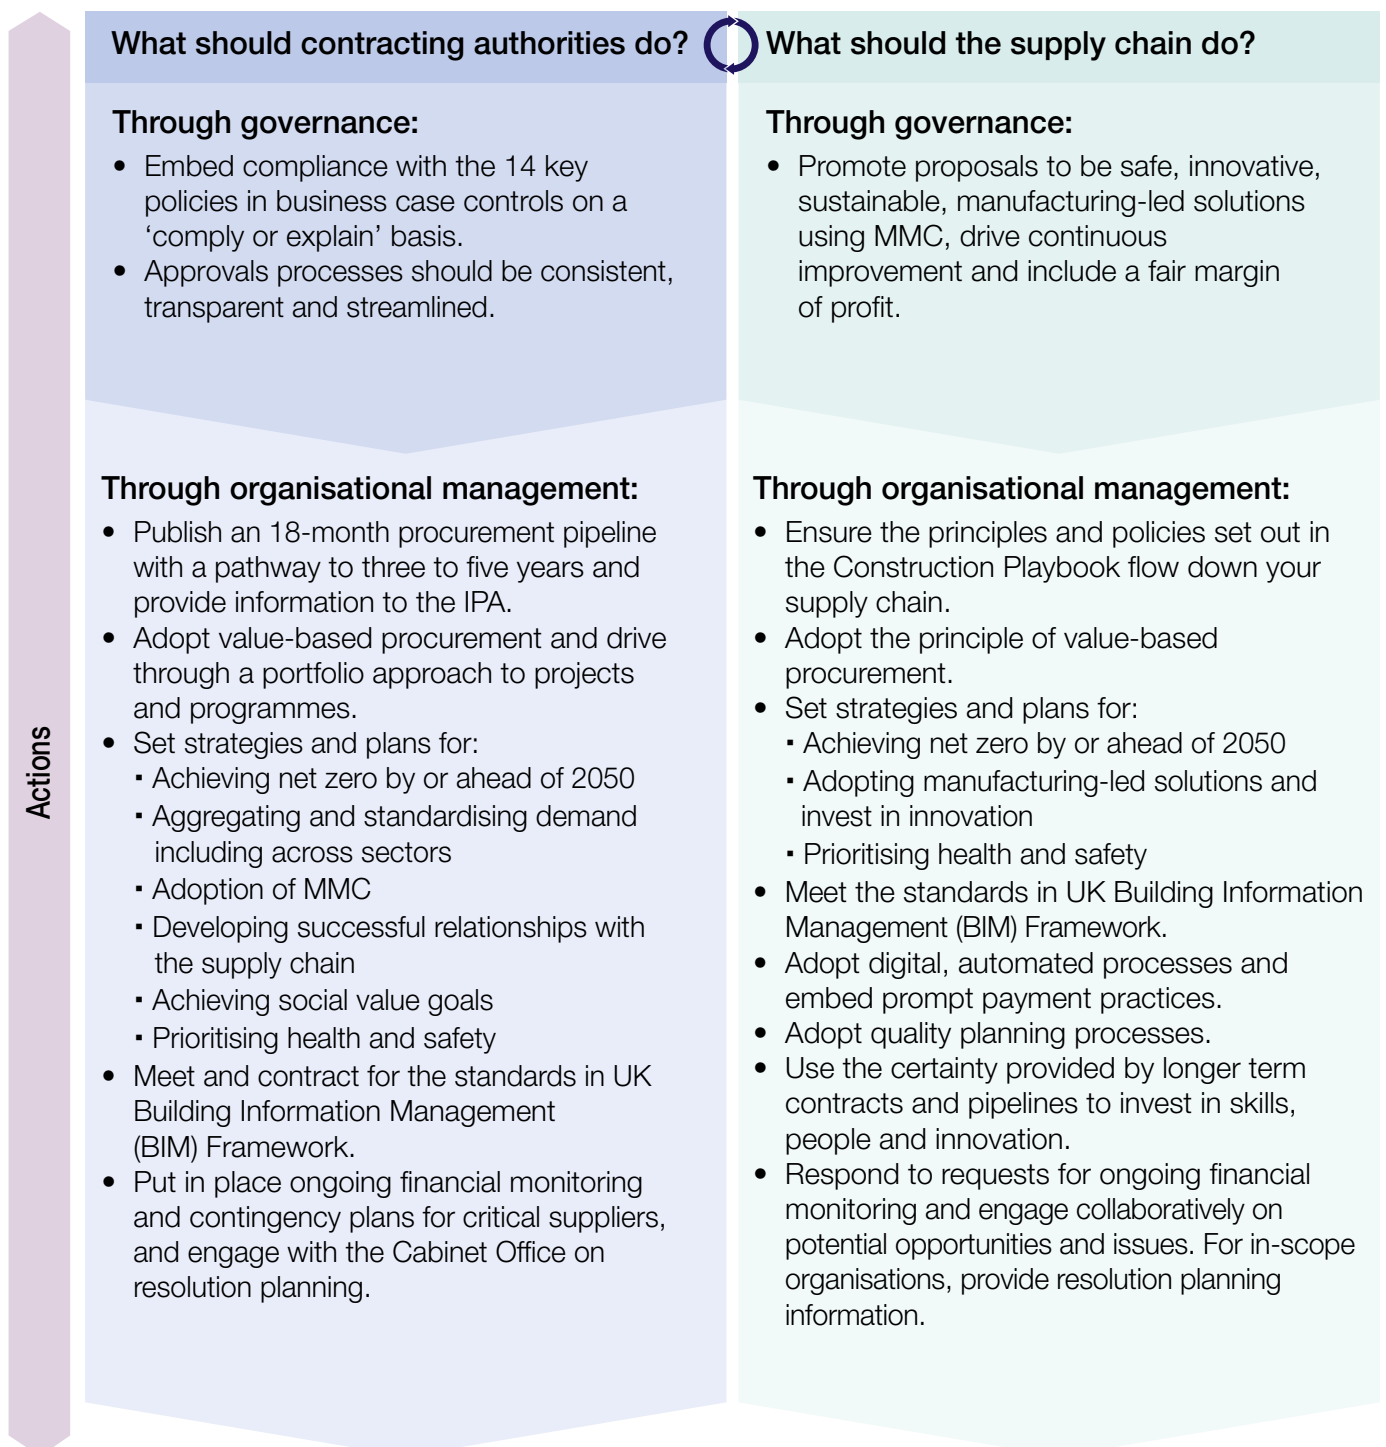 What should contracting authorities do?
What should the supply chain do?
Actions
Through governance:
• Embed compliance with the 14 key
policies in business case controls on a
‘comply or explain’ basis.
• Approvals processes should be consistent,
transparent and streamlined.
Through governance:
• Promote proposals to be safe, innovative,
sustainable, manufacturing-led solutions
using MMC, drive continuous
improvement and include a fair margin
of profit.
Through organisational management:
• Publish an 18-month procurement pipeline
with a pathway to three to five years and
provide information to the IPA.
• Adopt value-based procurement and drive
through a portfolio approach to projects
and programmes.
• Set strategies and plans for:
▪ Achieving net zero by or ahead of 2050
▪ Aggregating and standardising demand
including across sectors
▪ Adoption of MMC
▪ Developing successful relationships with
the supply chain
▪ Achieving social value goals
▪ Prioritising health and safety
• Meet and contract for the standards in UK
Building Information Management
(BIM) Framework.
• Put in place ongoing financial monitoring
and contingency plans for critical suppliers,
and engage with the Cabinet Office on
resolution planning.
Through organisational management:
• Ensure the principles and policies set out in
the Construction Playbook flow down your
supply chain.
• Adopt the principle of value-based
procurement.
• Set strategies and plans for:
▪ Achieving net zero by or ahead of 2050
▪ Adopting manufacturing-led solutions and
invest in innovation
▪ Prioritising health and safety
• Meet the standards in UK Building Information
Management (BIM) Framework.
• Adopt digital, automated processes and
embed prompt payment practices.
• Adopt quality planning processes.
• Use the certainty provided by longer term
contracts and pipelines to invest in skills,
people and innovation.
• Respond to requests for ongoing financial
monitoring and engage collaboratively on
potential opportunities and issues. For in-scope
organisations, provide resolution planning
information.